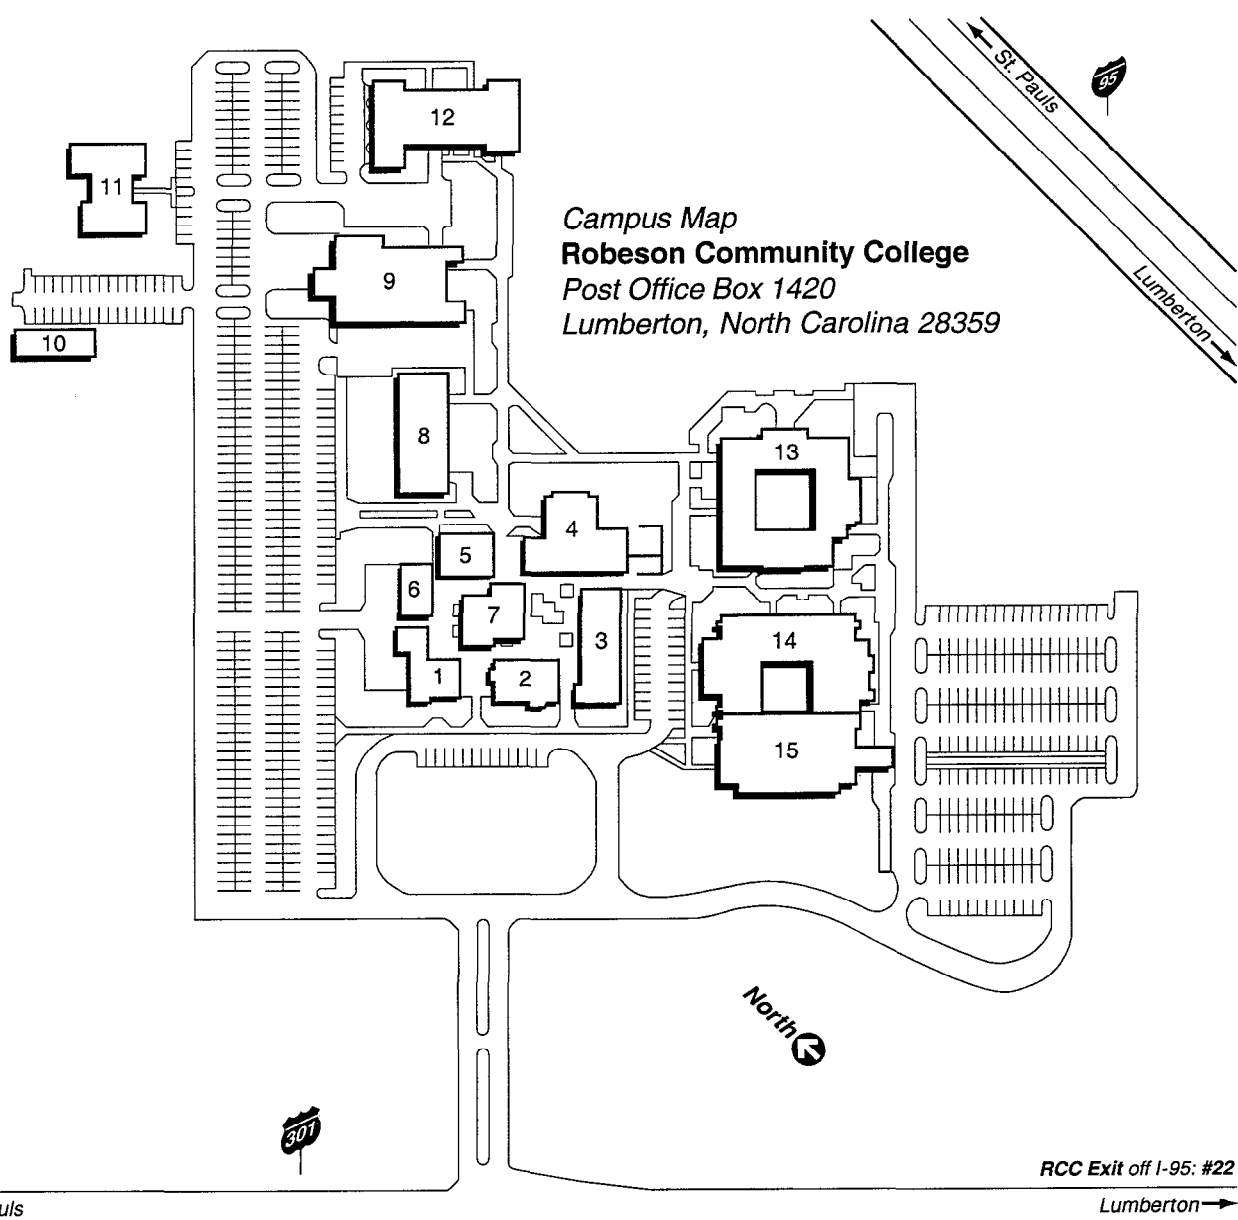 St. Pauls
95
12
11
Campus Map
Robeson Community College
Post Office Box 1420
Lumberton, North Carolina 28359
Lumberton
9
10
8
13
4
5
6
7
3
14
1
2
15
North
301
RCC Exit off I-95: #22
uls
Lumberton